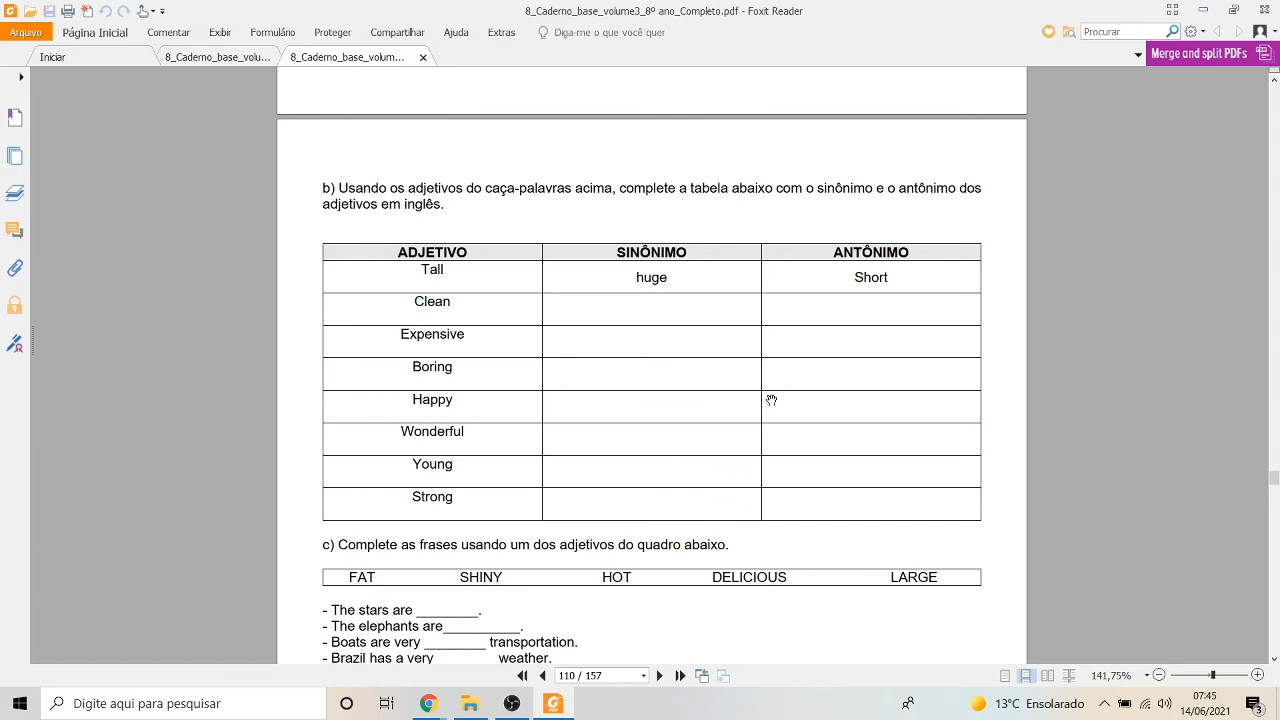 8_Caderno_base_volume3_8º ano_Completo.pdf - Foxit Reader
Arquivo Página Inicial Comentar Exibir Formulário Proteger Compartilhar Ajuda Extras Diga-me o que você quer Procurar
Iniciar 8_Caderno_base_volu... 8_Caderno_base_volum... Merge and split PDFs
b) Usando os adjetivos do caça-palavras acima, complete a tabela abaixo com o sinônimo e o antônimo dos
adjetivos em inglês.
ADJETIVO SINÔNIMO ANTÔNIMO
Tall huge Short
Clean
Expensive
Boring
Happy
Wonderful
Young
Strong
c) Complete as frases usando um dos adjetivos do quadro abaixo.
FAT SHINY HOT DELICIOUS LARGE
- The stars are ________.
- The elephants are__________.
- Boats are very ________ transportation.
- Brazil has a very ________ weather.
110 / 157 141,75%
Digite aqui para pesquisar 13°C Ensolarado 07:45
14/06/2021 3